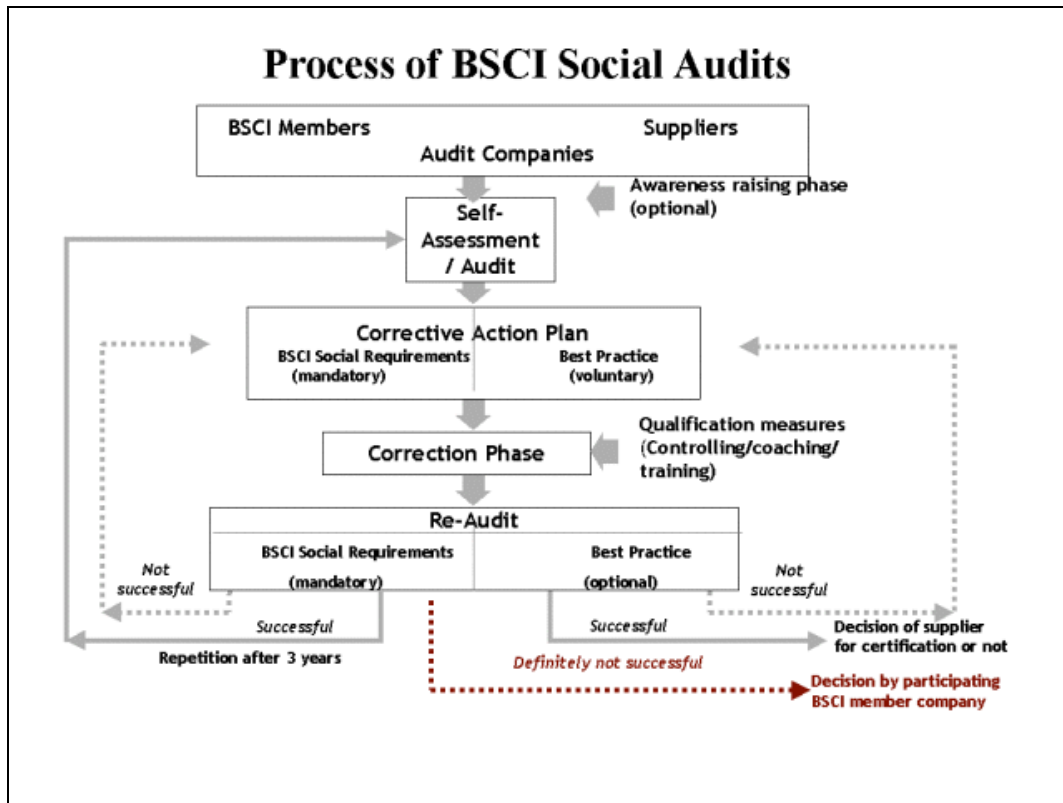 Process of BSCI Social Audits
BSCI Members
Suppliers
Audit Companies
Awareness raising phase
(optional)
Self-
Assessment
/ Audit
Corrective Action Plan
BSCI Social Requirements
(mandatory)
Best Practice
(voluntary)
Qualification measures
(Controlling/coaching/
training)
Correction Phase
Re-Audit
BSCI Social Requirements
(mandatory)
Best Practice
(optional)
Not
successful
Not
successful
Successful
Successful
Repetition after 3 years
Decision of supplier
for certification or not
Definitely not successful
Decision by participating
BSCI member company